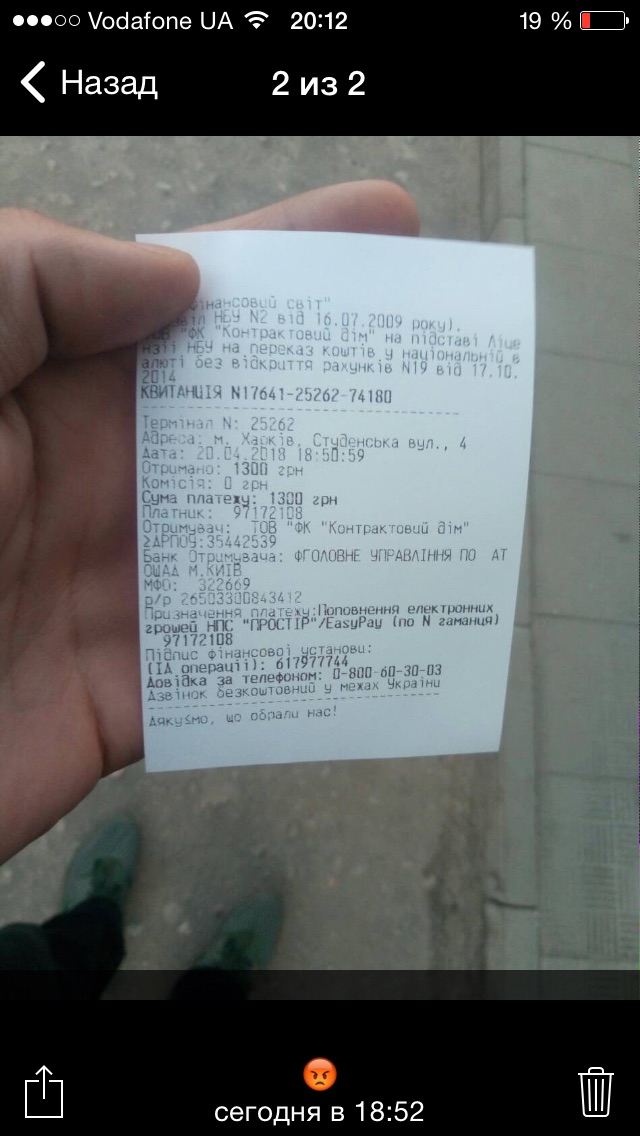 Vodafone UA 20:12 19 %
Назад 2 из 2
фінансовий світ"
НБУ N2 від 16.07.2009 року).
ТОВ "ФК "Контрактовий дім" на підставі Ліце
нзії НБУ на переказ коштів у національній в
алюті без відкриття рахунків N19 від 17.10.
2014
КВИТАНЦІЯ N17641-25262-74180
Термінал N: 25262
Адреса: м. Харків, Студенська вул., 4
Дата: 20.04.2018 18:50:59
Отримано: 1300 грн
Комісія: 0 грн
Сума платежу: 1300 грн
Платник: 97172108
Отримувач: ТОВ "ФК "Контрактовий дім"
ΣАРПОУ:35442539
Банк Отримувача: ФГОЛОВНЕ УПРАВЛІННЯ ПО АТ
ОЩАД М.КИЇВ
МФО: 322669
р/р 26503300843412
Призначення платежу:Поповнення електронних
грошей НПС "ПРОСТІР"/EasyPay (по N гаманця)
97172108
Підпис фінансової установи:
(ІД операції): 617977744
Довідка за телефоном: 0-800-60-30-03
Дзвінок безкоштовний у межах України
ДякуΣмо, що обрали нас!
сегодня в 18:52